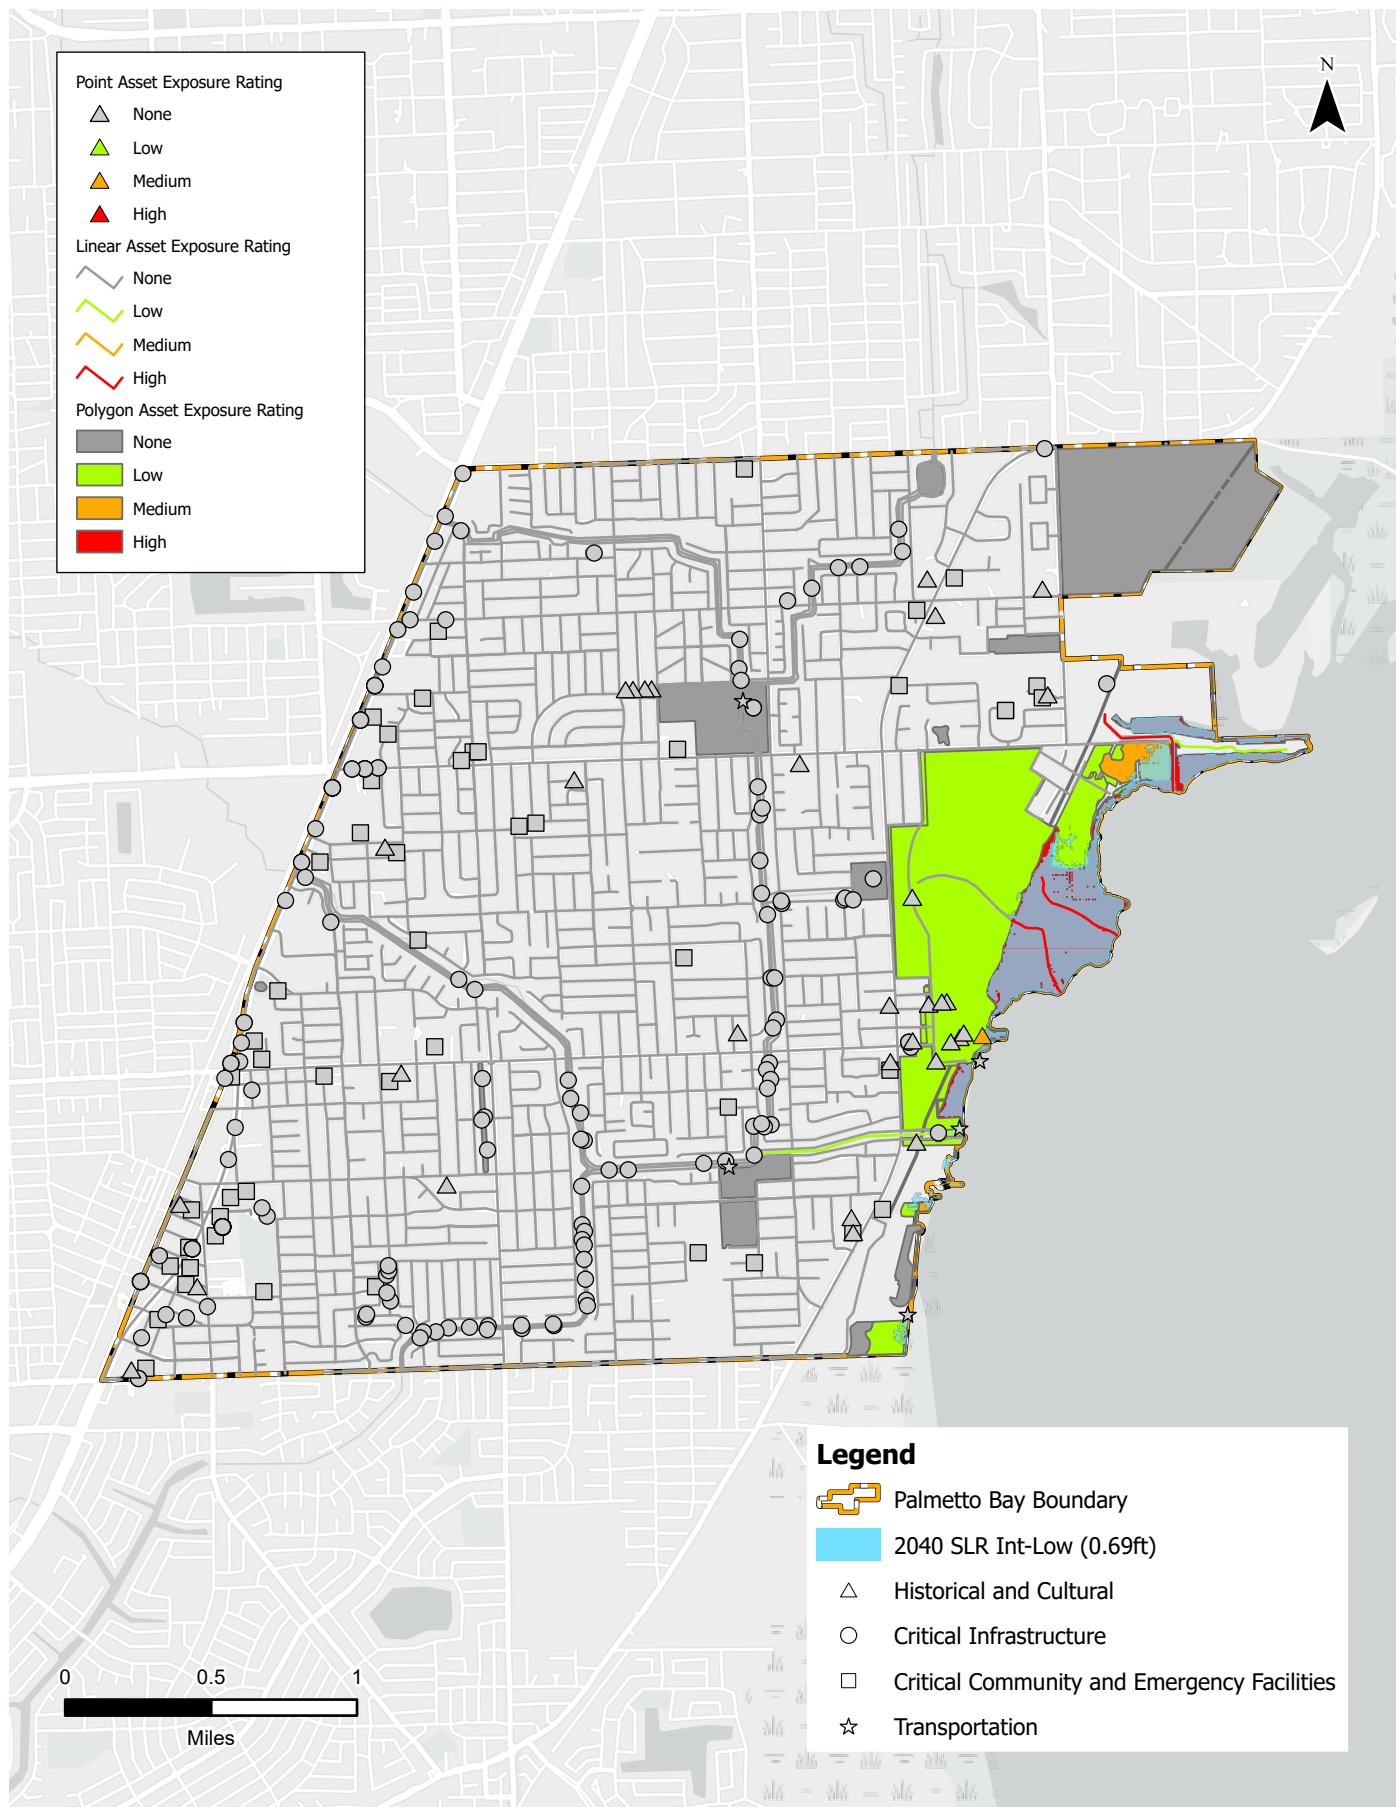 Point Asset Exposure Rating
None
Low
Medium
High
Linear Asset Exposure Rating
None
Low
Medium
High
Polygon Asset Exposure Rating
None
Low
Medium
High
N
Legend
Palmetto Bay Boundary
2040 SLR Int-Low (0.69ft)
Historical and Cultural
Critical Infrastructure
Critical Community and Emergency Facilities
Transportation
0 0.5 1
Miles